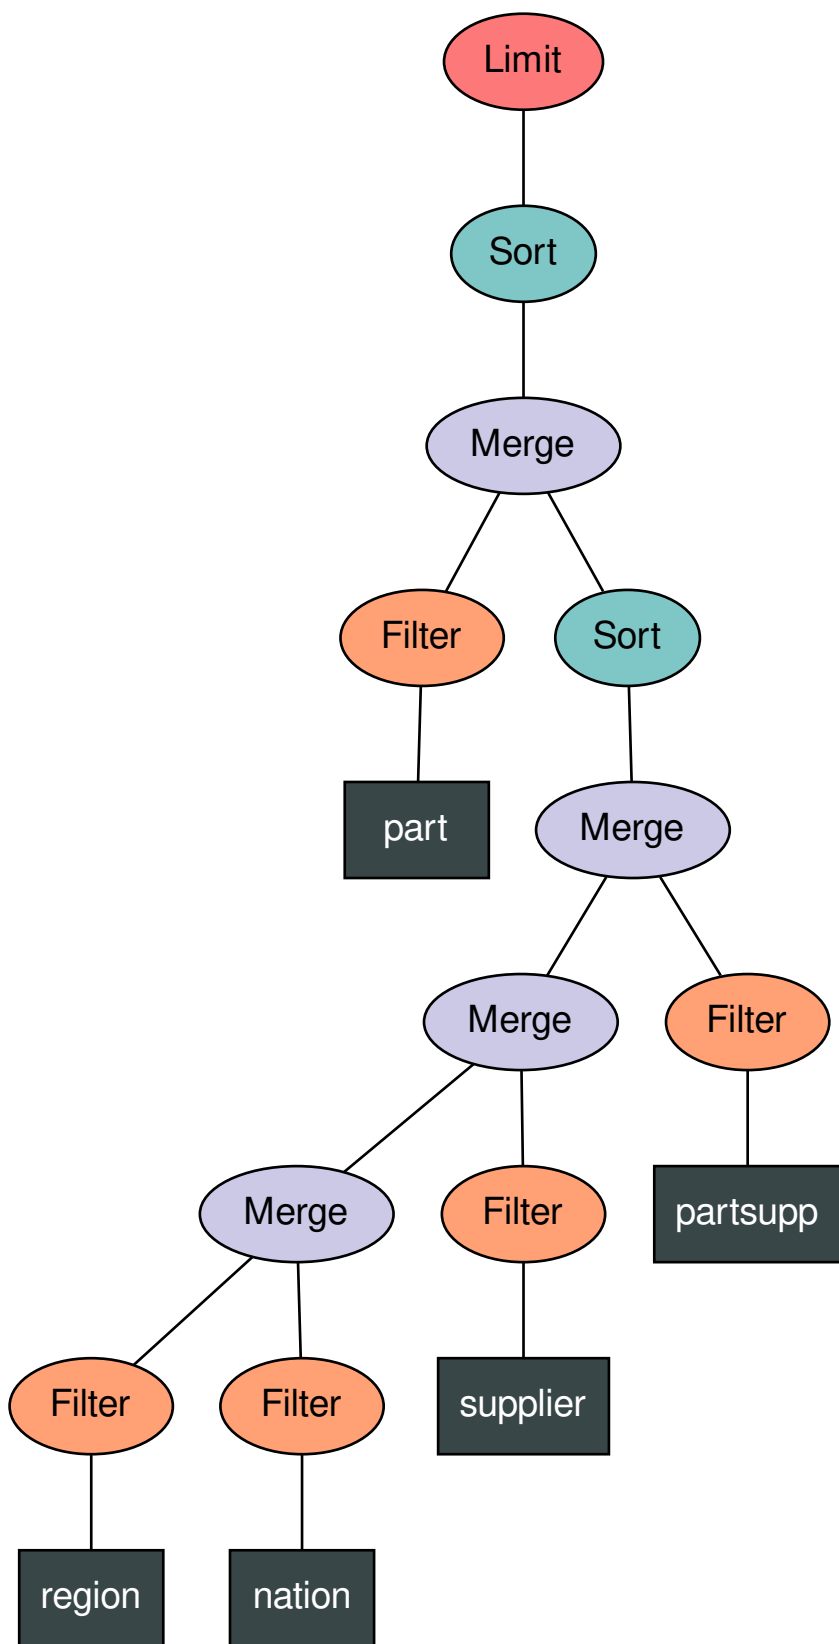 Limit
Sort
Merge
Filter
Sort
part
Merge
Merge
Filter
Merge
Filter
partsupp
Filter
Filter
supplier
region
nation